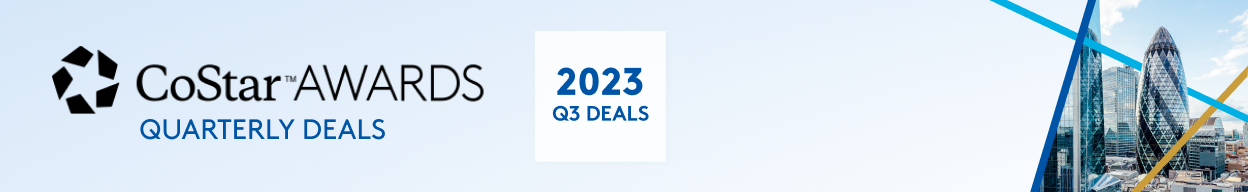 CoStar™ AWARDS
QUARTERLY DEALS
2023
Q3 DEALS